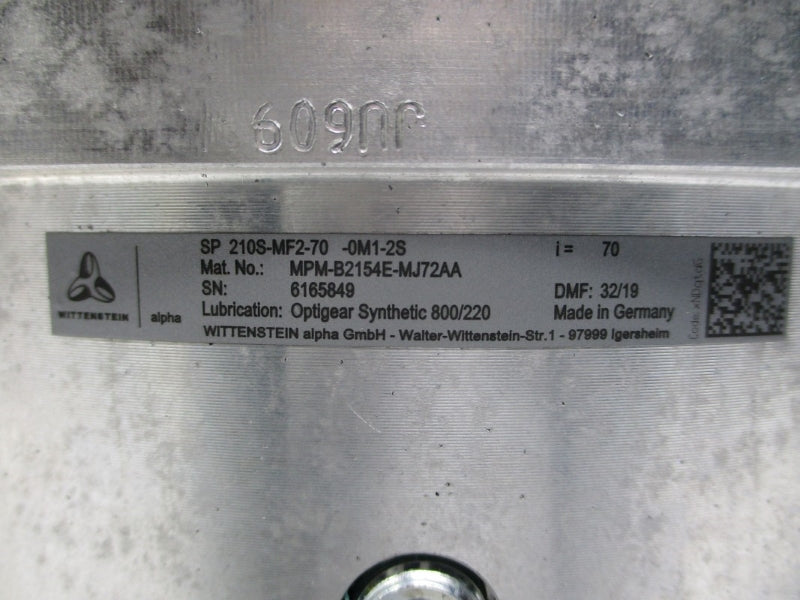 SP 210S-MF2-70 -0M1-2S i = 70
Mat. No.: MPM-B2154E-MJ72AA
SN: 6165849 DMF: 32/19
Lubrication: Optigear Synthetic 800/220 Made in Germany
WITTENSTEIN alpha
WITTENSTEIN alpha GmbH - Walter-Wittenstein-Str.1 - 97999 Igersheim